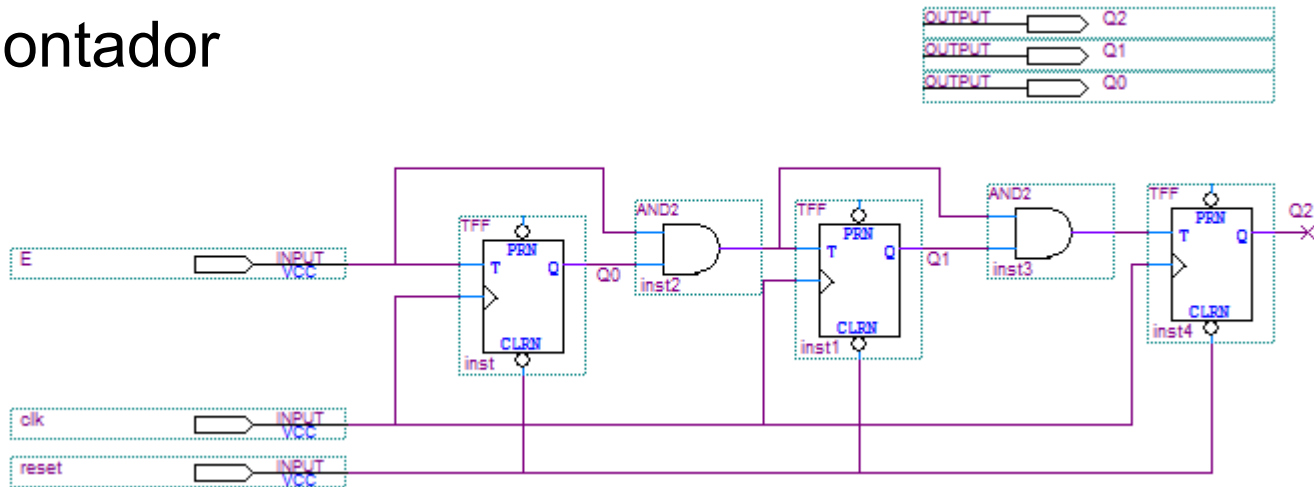 ontador
OUTPUT Q2
OUTPUT Q1
OUTPUT Q0
E INPUT VCC
TFF PRN T Q CLRN inst
Q0
AND2 inst2
TFF PRN T Q CLRN inst1
Q1
AND2 inst3
TFF PRN T Q CLRN inst4
Q2
clk INPUT VCC
reset INPUT VCC